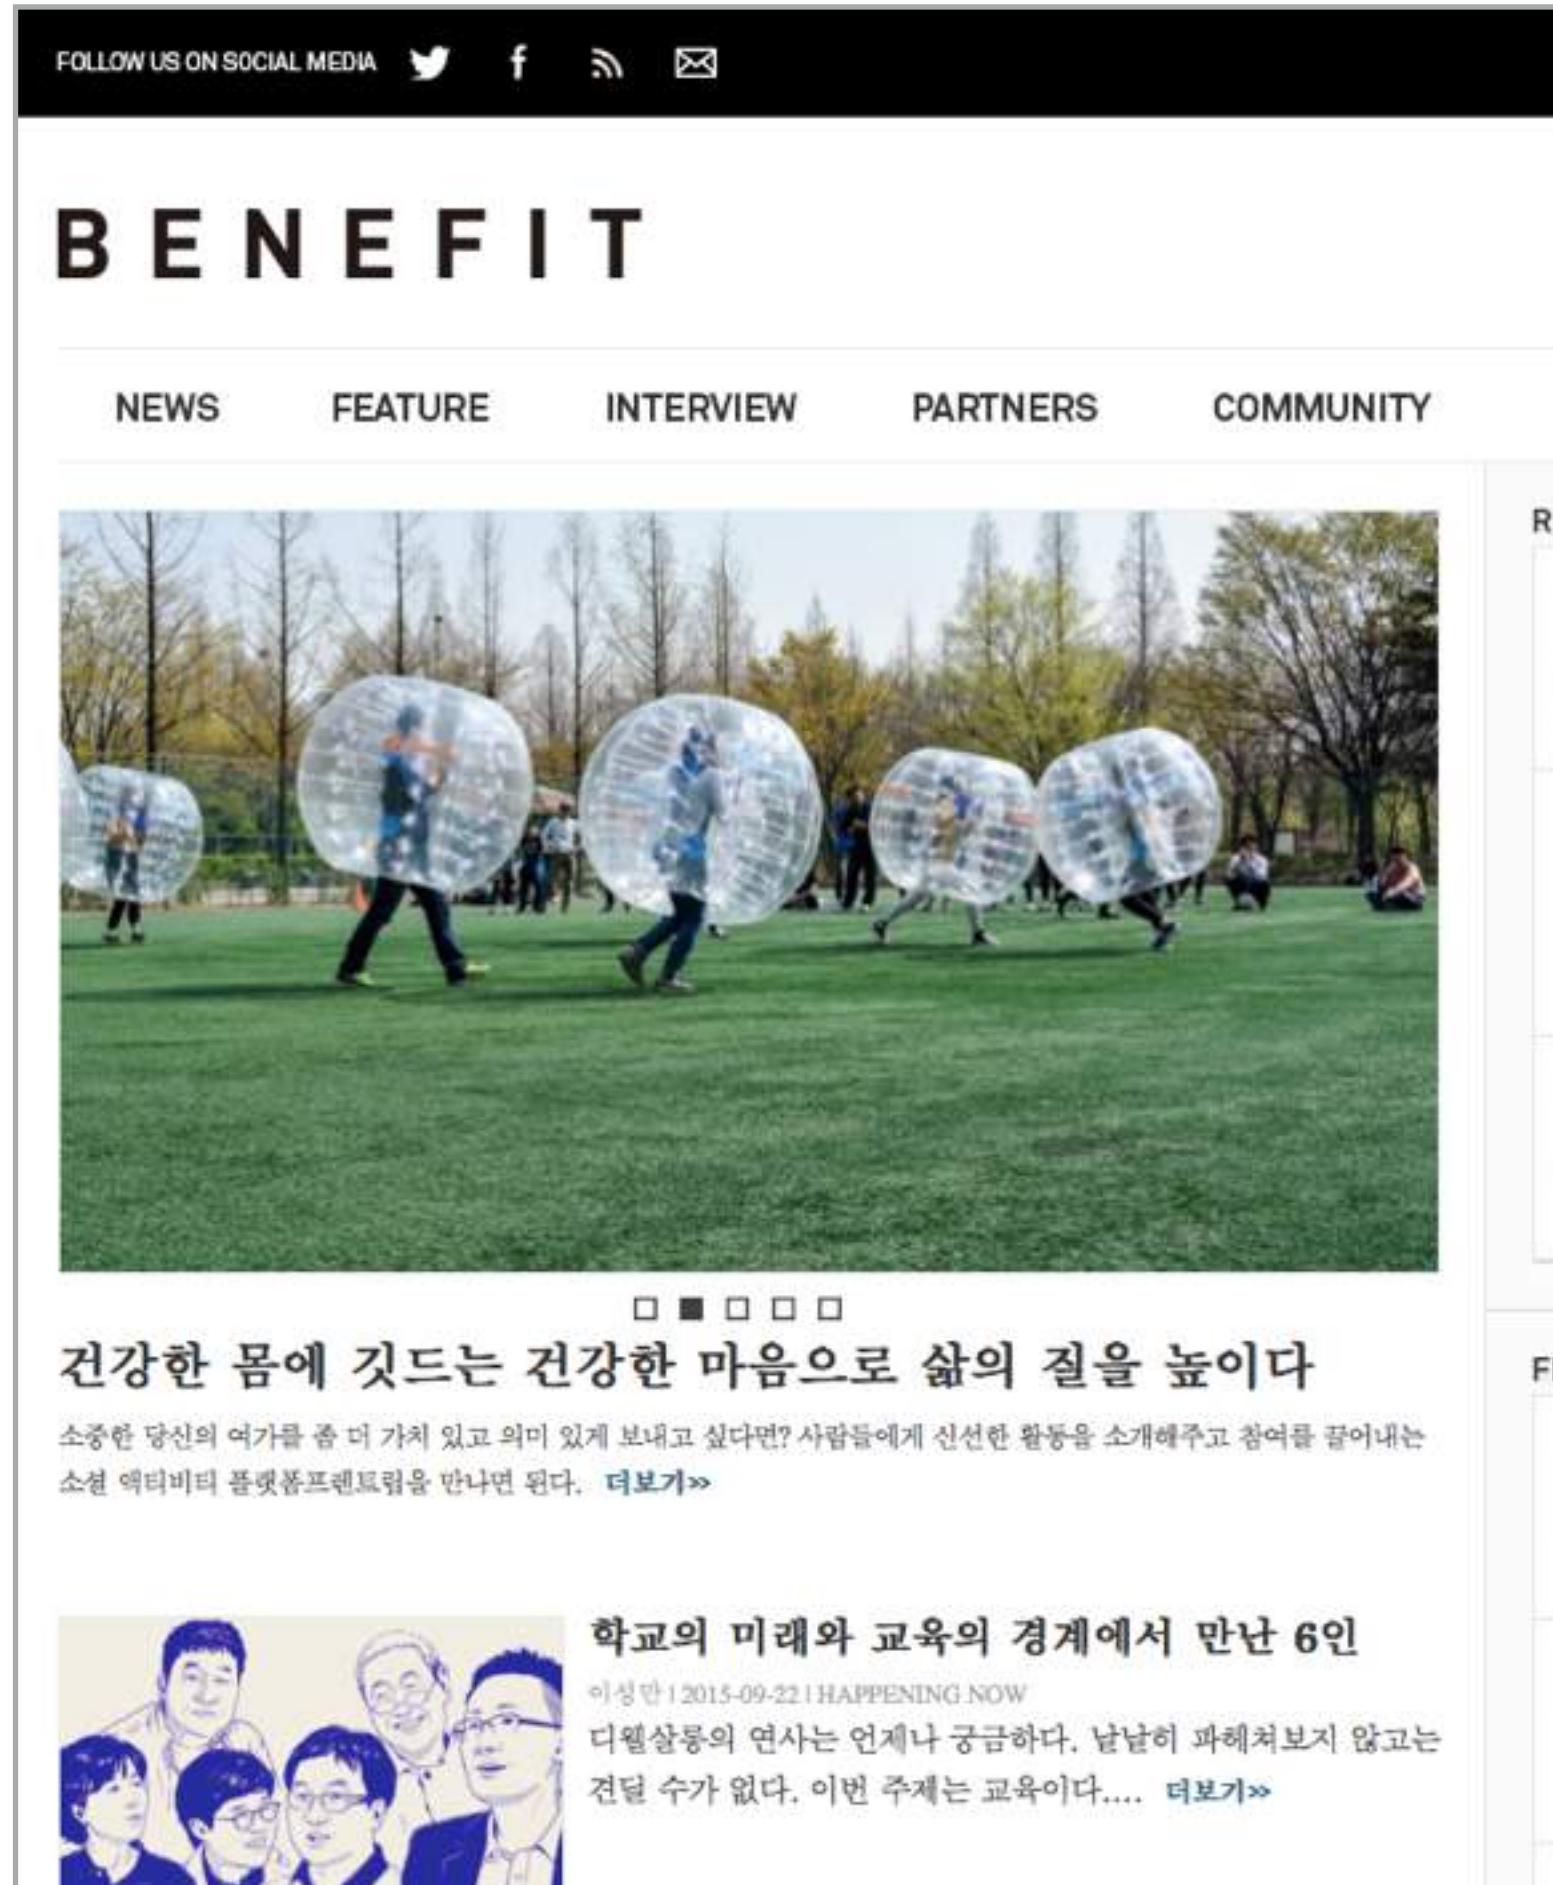 FOLLOW US ON SOCIAL MEDIA
BENEFIT
NEWS FEATURE INTERVIEW PARTNERS COMMUNITY
R
건강한 몸에 깃드는 건강한 마음으로 삶의 질을 높이다
F
소중한 당신의 여가를 좀 더 가치 있고 의미 있게 보내고 싶다면? 사람들에게 신선한 활동을 소개해주고 참여를 끌어내는
소셜 액티비티 플랫폼프렌트립을 만나면 된다. 더보기»
학교의 미래와 교육의 경계에서 만난 6인
이성만 | 2015-09-22 | HAPPENING NOW
디웰살롱의 연사는 언제나 궁금하다. 낱낱히 파헤쳐보지 않고는
견딜 수가 없다. 이번 주제는 교육이다.... 더보기»